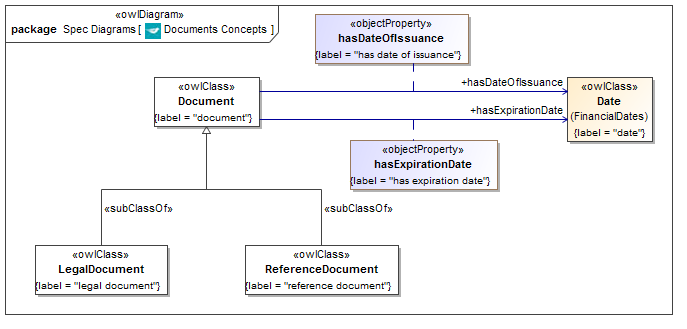 «owlDiagram»
package Spec Diagrams [ Documents Concepts ]
«objectProperty»
hasDateOfIssuance
{label = "has date of issuance"}
«owlClass»
Document
{label = "document"}
+hasDateOfIssuance
+hasExpirationDate
«owlClass»
Date
(FinancialDates)
{label = "date"}
«objectProperty»
hasExpirationDate
{label = "has expiration date"}
«subClassOf»
«subClassOf»
«owlClass»
LegalDocument
{label = "legal document"}
«owlClass»
ReferenceDocument
{label = "reference document"}